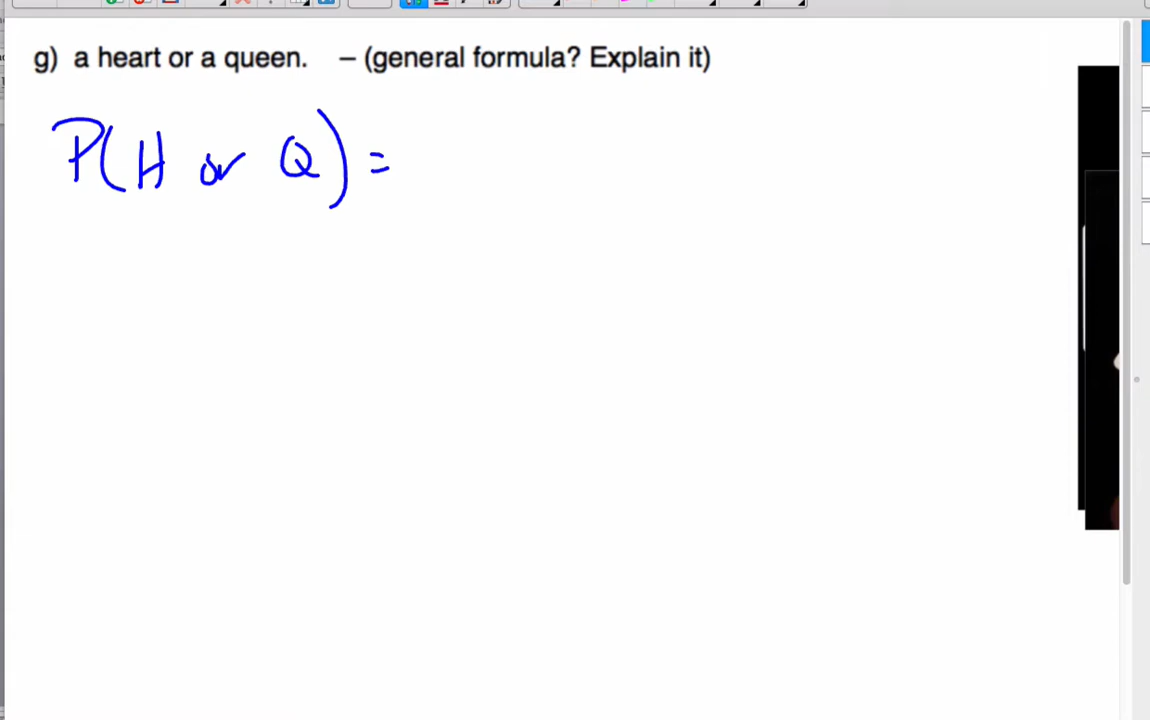 g) a heart or a queen. – (general formula? Explain it)
P(H or Q) =